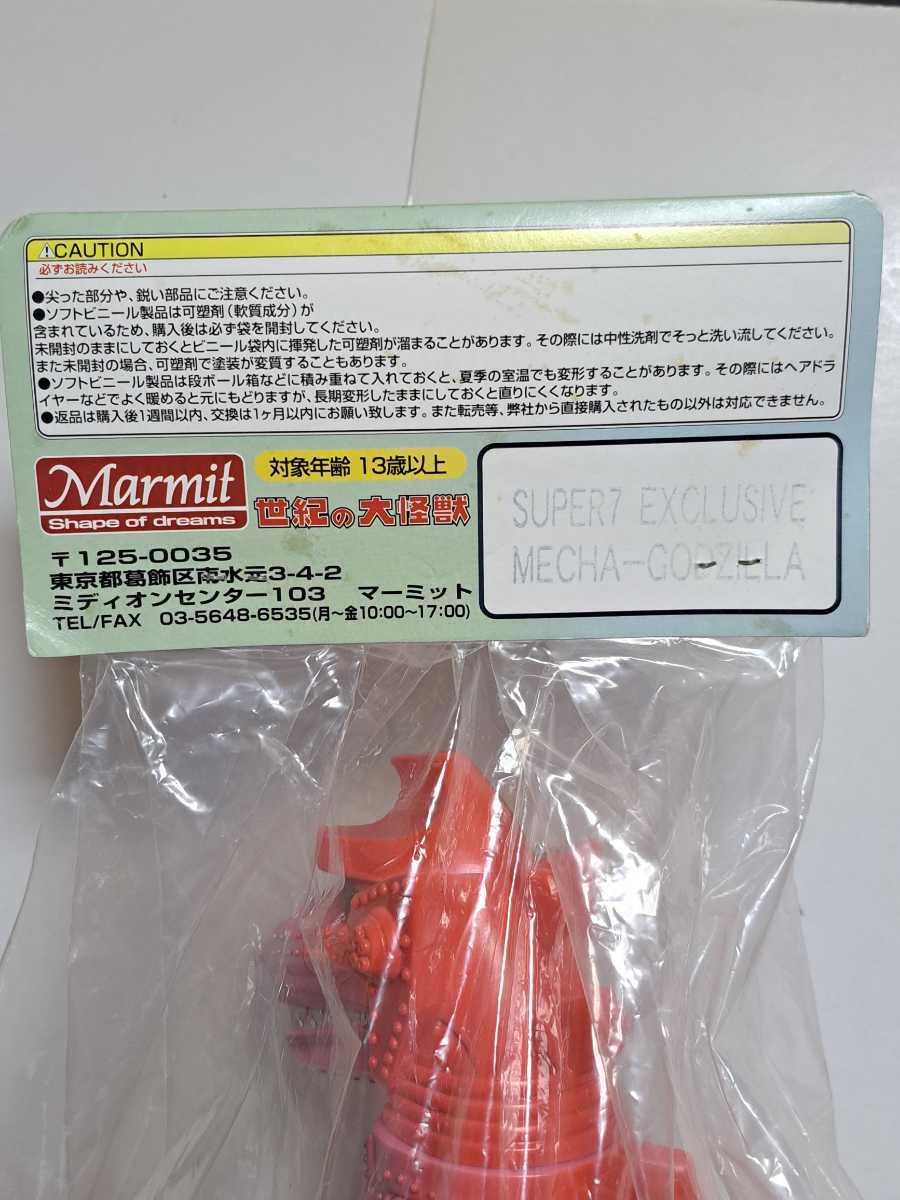 ⚠CAUTION
必ずお読みください
●尖った部分や、鋭い部品にご注意ください。
●ソフトビニール製品は可塑剤(軟質成分)が
含まれているため、購入後は必ず袋を開封してください。
未開封のままにしておくとビニール袋内に揮発した可塑剤が溜まることがあります。その際には中性洗剤でそっと洗い流してください。
また未開封の場合、可塑剤で塗装が変質することもあります。
●ソフトビニール製品は段ボール箱などに積み重ねて入れておくと、夏季の室温でも変形することがあります。その際にはヘアドラ
イヤーなどでよく暖めると元にもどりますが、長期変形したままにしておくと直りにくくなります。
●返品は購入後1週間以内、交換は1ヶ月以内にお願い致します。また転売等、弊社から直接購入されたもの以外は対応できません。
Marmit
Shape of dreams
対象年齢 13歳以上
世紀の大怪獣
〒125-0035
東京都葛飾区南水元3-4-2
ミディオンセンター103 マーミット
TEL/FAX 03-5648-6535(月〜金10:00〜17:00)
SUPER7 EXCLUSIVE
MECHA-GODZILLA